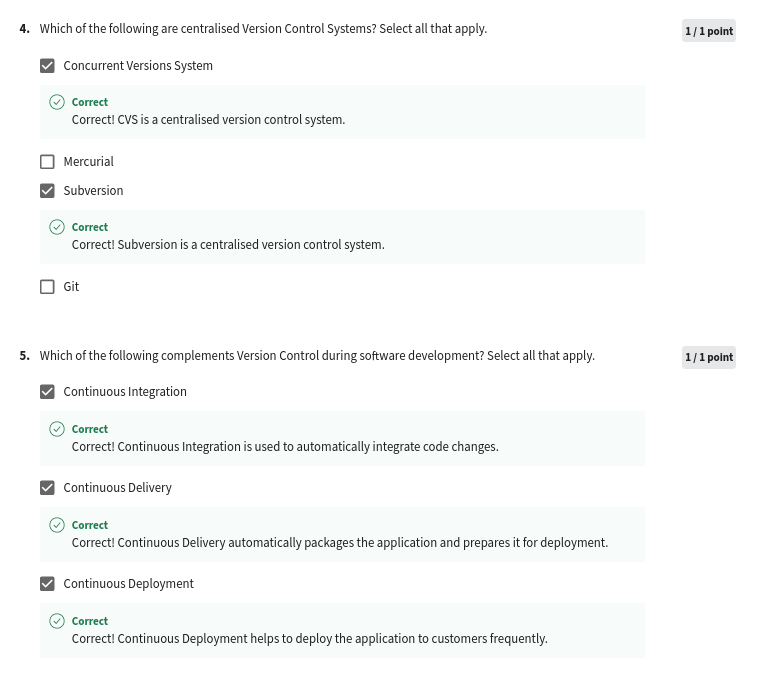 4. Which of the following are centralised Version Control Systems? Select all that apply.
1 / 1 point
Concurrent Versions System
Correct
Correct! CVS is a centralised version control system.
Mercurial
Subversion
Correct
Correct! Subversion is a centralised version control system.
Git
5. Which of the following complements Version Control during software development? Select all that apply.
1 / 1 point
Continuous Integration
Correct
Correct! Continuous Integration is used to automatically integrate code changes.
Continuous Delivery
Correct
Correct! Continuous Delivery automatically packages the application and prepares it for deployment.
Continuous Deployment
Correct
Correct! Continuous Deployment helps to deploy the application to customers frequently.